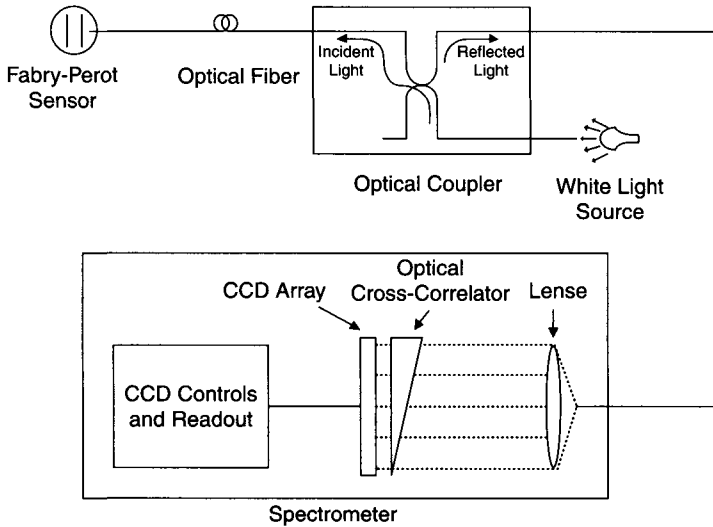 Incident
Light
Reflected
Light
Fabry-Perot
Sensor
Optical Fiber
Optical Coupler
White Light
Source
Optical
Cross-Correlator
CCD Array
Lense
CCD Controls
and Readout
Spectrometer